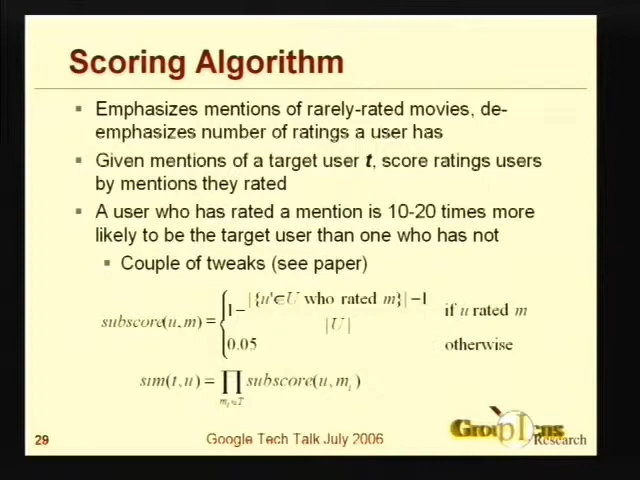 Scoring Algorithm
▪ Emphasizes mentions of rarely-rated movies, de-
emphasizes number of ratings a user has
▪ Given mentions of a target user t, score ratings users
by mentions they rated
▪ A user who has rated a mention is 10-20 times more
likely to be the target user than one who has not
▪ Couple of tweaks (see paper)
subscore(u,m) = { 1 − (|{u'∈U who rated m}| −1) / |U| if u rated m
0.05 otherwise
sim(t,u) = ∏ mᵢ∈T subscore(u,mᵢ)
29
Google Tech Talk July 2006
GroupLens
Research